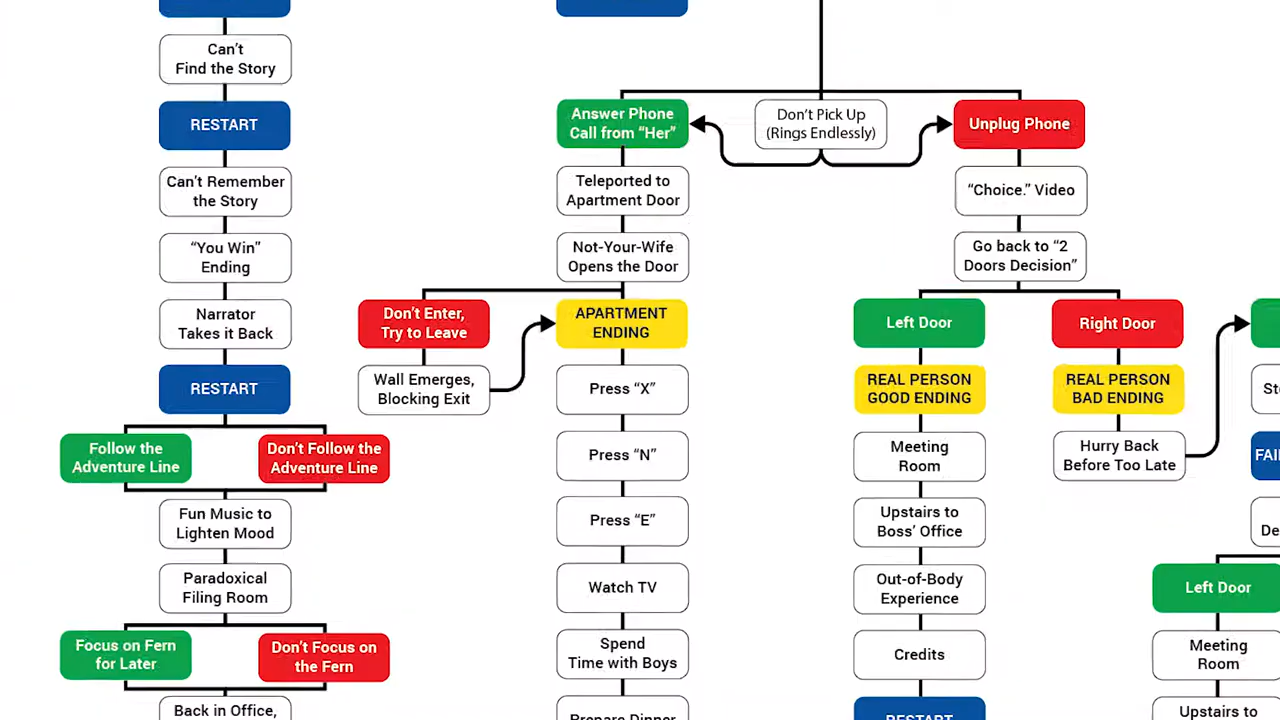 Can't
Find the Story
RESTART
Can't Remember
the Story
"You Win"
Ending
Narrator
Takes it Back
RESTART
Follow the
Adventure Line
Don't Follow the
Adventure Line
Fun Music to
Lighten Mood
Paradoxical
Filing Room
Focus on Fern
for Later
Don't Focus on
the Fern
Back in Office,
Answer Phone
Call from "Her"
Don't Pick Up
(Rings Endlessly)
Unplug Phone
Teleported to
Apartment Door
Not-Your-Wife
Opens the Door
Don't Enter,
Try to Leave
Wall Emerges,
Blocking Exit
APARTMENT
ENDING
Press "X"
Press "N"
Press "E"
Watch TV
Spend
Time with Boys
Prepare Dinner
"Choice." Video
Go back to "2
Doors Decision"
Left Door
REAL PERSON
GOOD ENDING
Meeting
Room
Upstairs to
Boss' Office
Out-of-Body
Experience
Credits
RESTART
Right Door
REAL PERSON
BAD ENDING
Hurry Back
Before Too Late
St
FAI
De
Left Door
Meeting
Room
Upstairs to